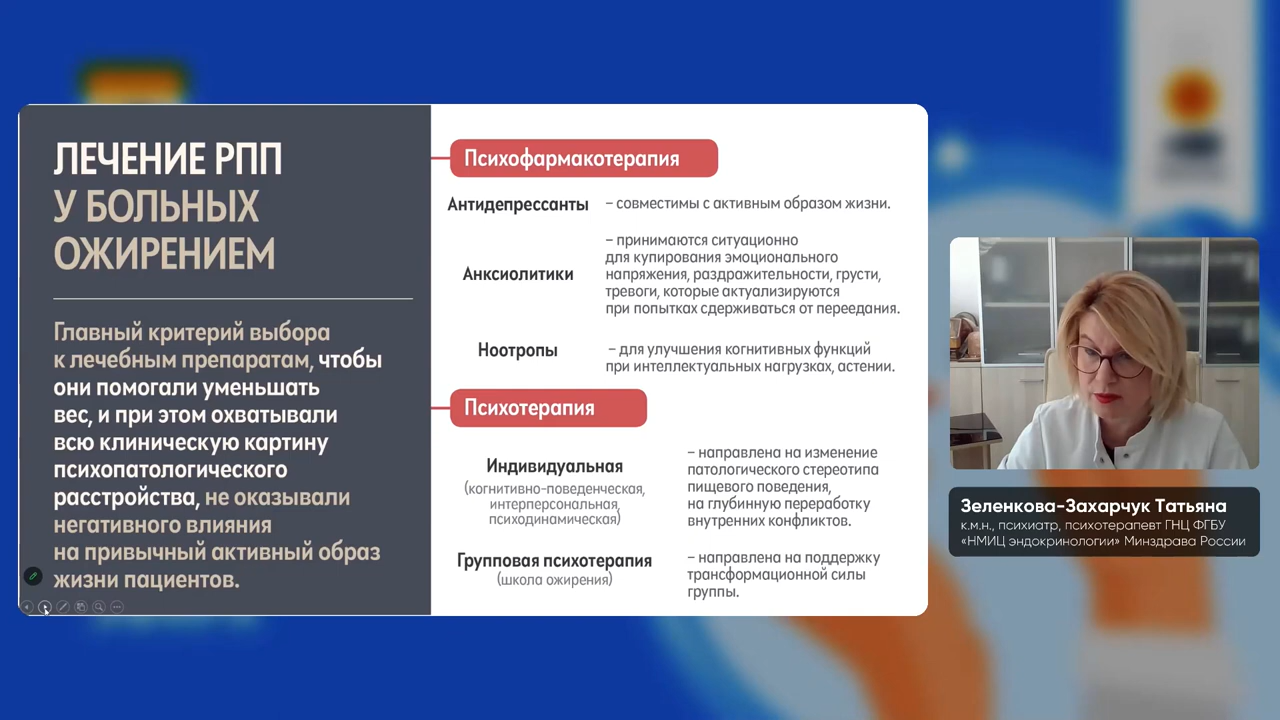 ЛЕЧЕНИЕ РПП
У БОЛЬНЫХ
ОЖИРЕНИЕМ
Главный критерий выбора
к лечебным препаратам, чтобы
они помогали уменьшать
вес, и при этом охватывали
всю клиническую картину
психопатологического
расстройства, не оказывали
негативного влияния
на привычный активный образ
жизни пациентов.
Психофармакотерапия
Антидепрессанты
– совместимы с активным образом жизни.
Анксиолитики
– принимаются ситуационно
для купирования эмоционального
напряжения, раздражительности, грусти,
тревоги, которые актуализируются
при попытках сдерживаться от переедания.
Ноотропы
– для улучшения когнитивных функций
при интеллектуальных нагрузках, астении.
Психотерапия
Индивидуальная
(когнитивно-поведенческая,
интерперсональная,
психодинамическая)
– направлена на изменение
патологического стереотипа
пищевого поведения,
на глубинную переработку
внутренних конфликтов.
Групповая психотерапия
(школа ожирения)
– направлена на поддержку
трансформационной силы
группы.
Зеленкова-Захарчук Татьяна
к.м.н., психиатр, психотерапевт ГНЦ ФГБУ
«НМИЦ эндокринологии» Минздрава России